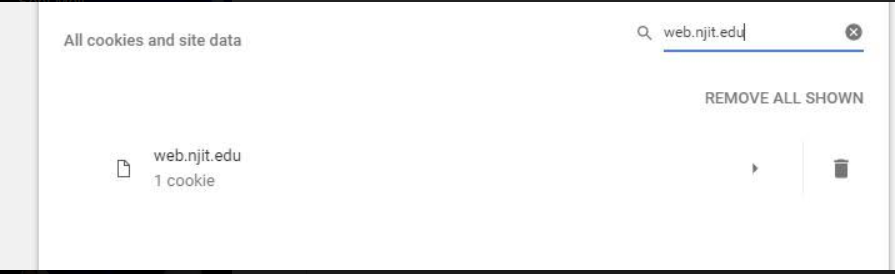 All cookies and site data
web.njit.edu
REMOVE ALL SHOWN
web.njit.edu
1 cookie